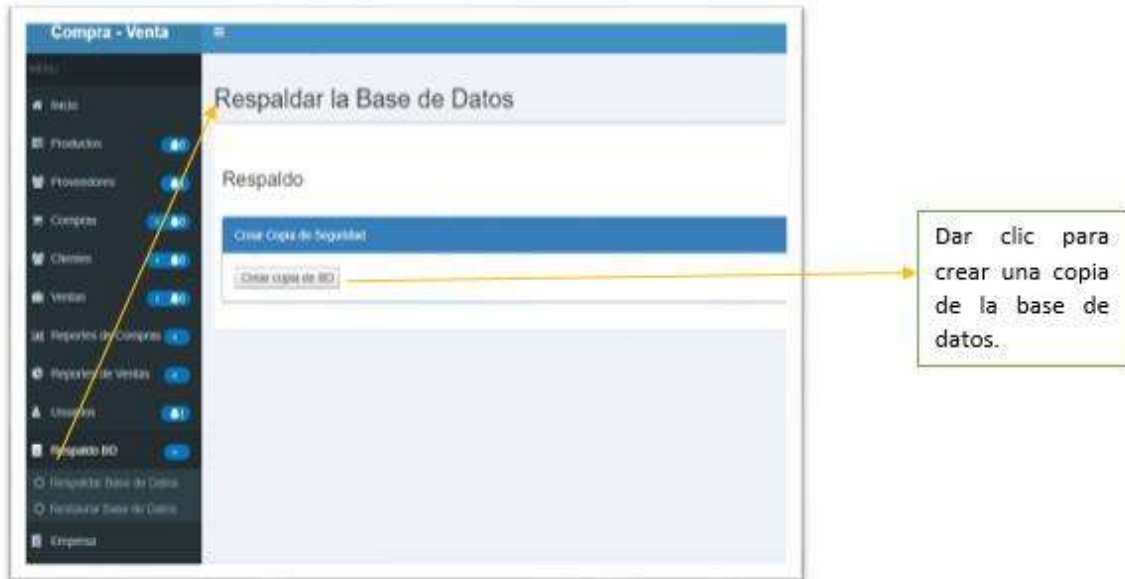 Compra - Venta
MENU
Inicio
Respaldar la Base de Datos
Productos
Proveedores
Respaldo
Compras
Crear Copia de Seguridad
Clientes
Crear copia de BD
Ventas
Reportes de Compras
Reportes de Ventas
Usuarios
Respaldo BD
Respaldar Base de Datos
Restaurar Base de Datos
Empresa
Dar clic para
crear una copia
de la base de
datos.